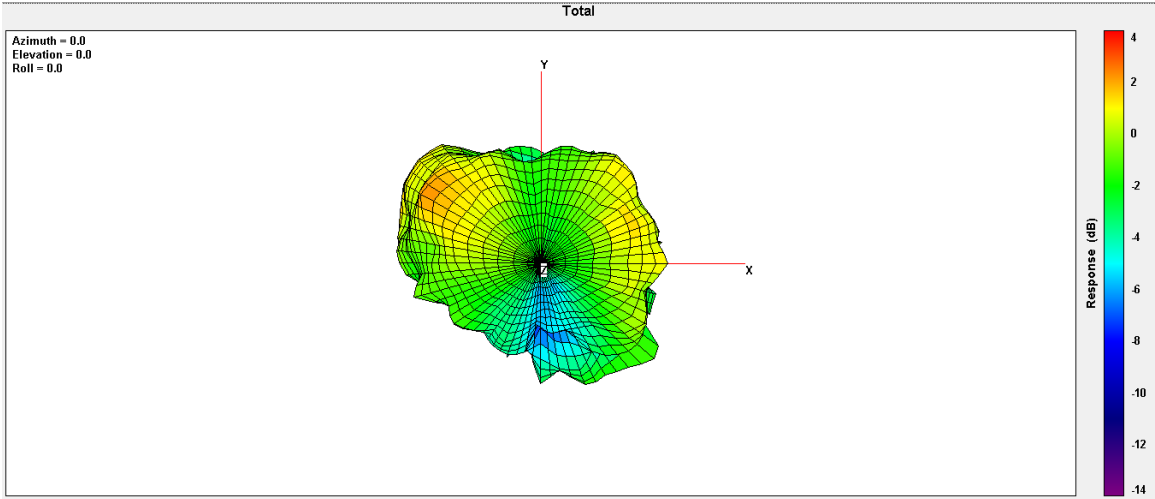 Total
Azimuth = 0.0
Elevation = 0.0
Roll = 0.0
Y
X
Z
4
2
0
-2
-4
-6
-8
-10
-12
-14
Response (dB)